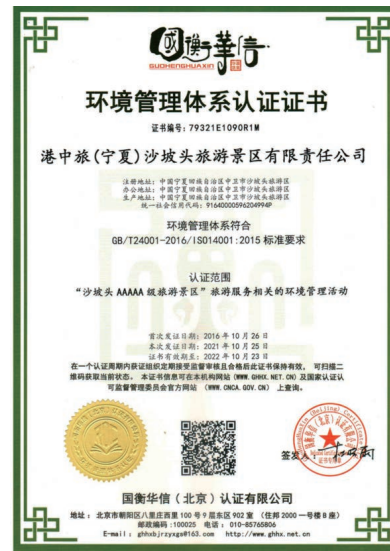 國衡華信
GUOHENGHUAXIN
环境管理体系认证证书
证书编号：79321E1090R1M
港中旅(宁夏)沙坡头旅游景区有限责任公司
注册地址：中国宁夏回族自治区中卫市沙坡头旅游区
办公地址：中国宁夏回族自治区中卫市沙坡头旅游区
生产地址：中国宁夏回族自治区中卫市沙坡头旅游区
统一社会信用代码：91640000596204994P
环境管理体系符合
GB/T24001-2016/ISO14001:2015 标准要求
认证范围
“沙坡头 AAAAA 级旅游景区”旅游服务相关的环境管理活动
首次发证日期：2016 年 10 月 26 日
本次发证日期：2021 年 10 月 25 日
证书有效期至：2022 年 10 月 23 日
在一个认证周期内获证组织定期接受监督审核且合格后此证书保持有效。 可扫描二
维码获取当前状态。 本证书信息可在本机构网站 (WWW.GHHX.NET.CN) 及国家认证认
可监督管理委员会官方网站 (WWW.CNCA.GOV.CN) 上查询。
签发人：
国衡华信（北京）认证有限公司
地址：北京市朝阳区八里庄西里 100 号 9 层东区 902 室 (住邦 2000 一号楼 B 座)
邮政编码：100025 电话：010-85765806
E-mail：ghhxbjrzyxgs@163.com http://www.ghhx.net.cn